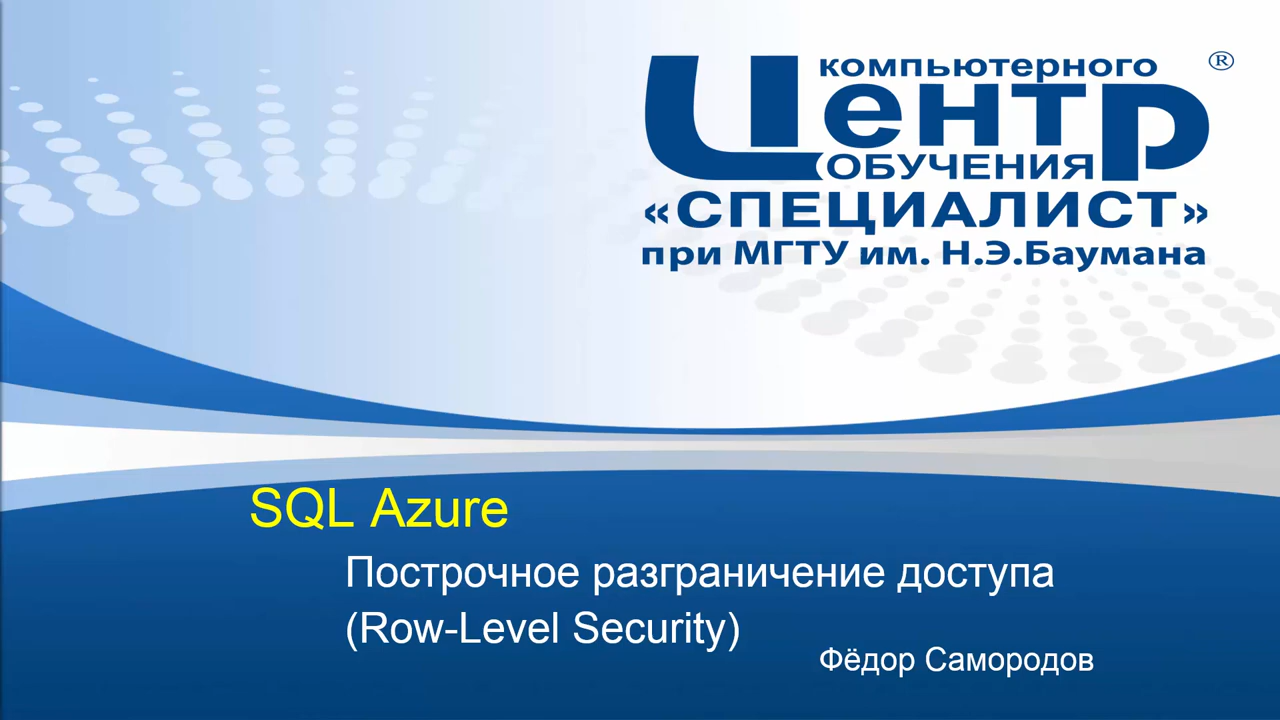 компьютерного ®
Центр
ОБУЧЕНИЯ
«СПЕЦИАЛИСТ»
при МГТУ им. Н.Э.Баумана
SQL Azure
Построчное разграничение доступа
(Row-Level Security)
Фёдор Самородов